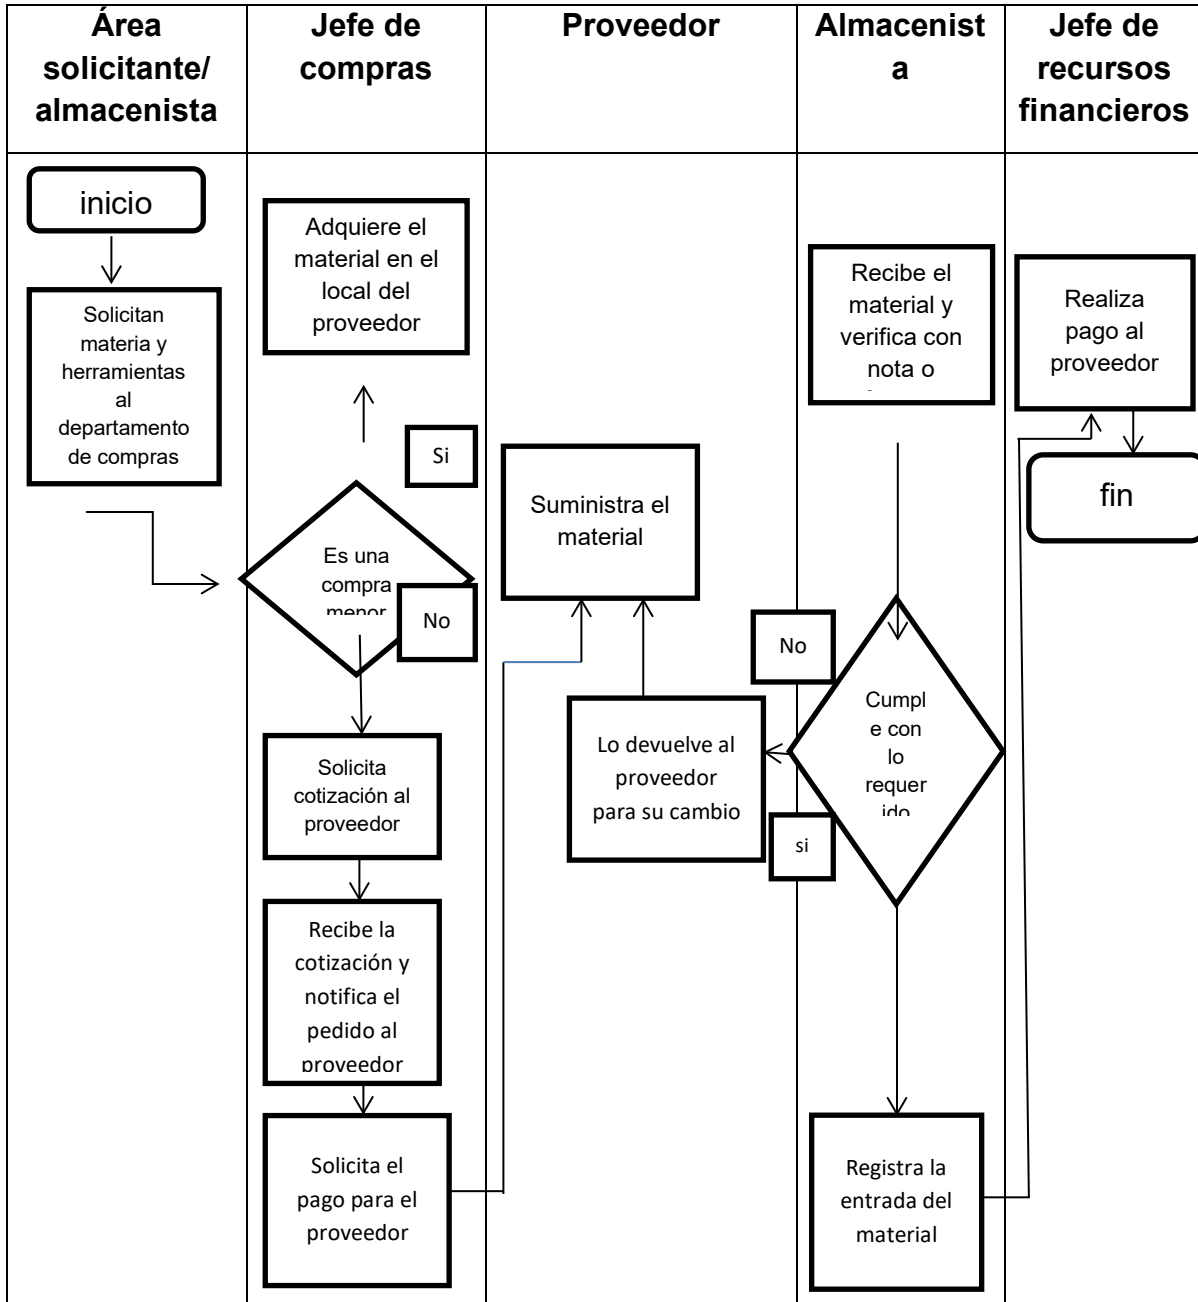 Área
solicitante/
almacenista
Jefe de
compras
Proveedor
Almacenist
a
Jefe de
recursos
financieros
inicio
Solicitan
materia y
herramientas
al
departamento
de compras
Adquiere el
material en el
local del
proveedor
Si
Es una
compra
menor
No
Solicita
cotización al
proveedor
Recibe la
cotización y
notifica el
pedido al
proveedor
Solicita el
pago para el
proveedor
Suministra el
material
Lo devuelve al
proveedor
para su cambio
Recibe el
material y
verifica con
nota o
No
Cumpl
e con
lo
requer
ido
si
Registra la
entrada del
material
Realiza
pago al
proveedor
fin